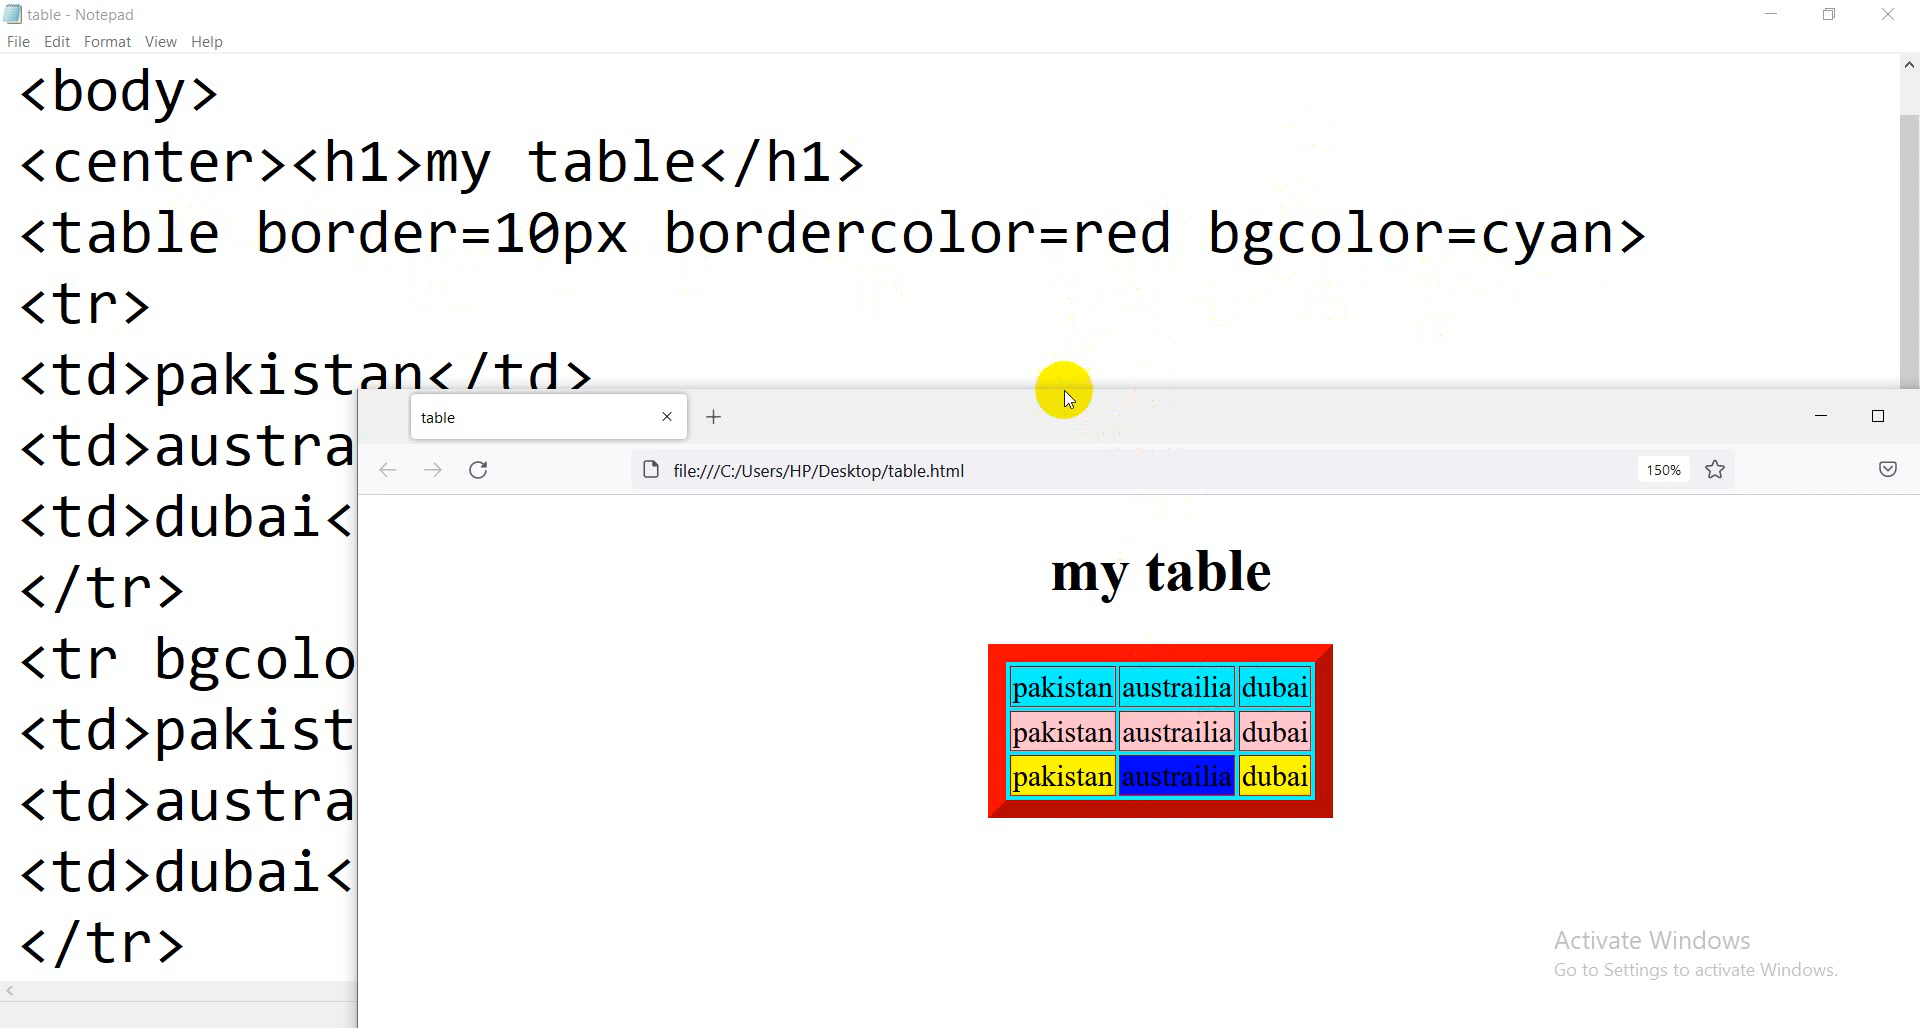 table - Notepad
File Edit Format View Help
<body>
<center><h1>my table</h1>
<table border=10px bordercolor=red bgcolor=cyan>
<tr>
<td>pakistan</td>
<td>austra
<td>dubai<
</tr>
<tr bgcolo
<td>pakist
<td>austra
<td>dubai<
</tr>
table
file:///C:/Users/HP/Desktop/table.html 150%
my table
pakistan austrailia dubai
pakistan austrailia dubai
pakistan austrailia dubai
Activate Windows
Go to Settings to activate Windows.